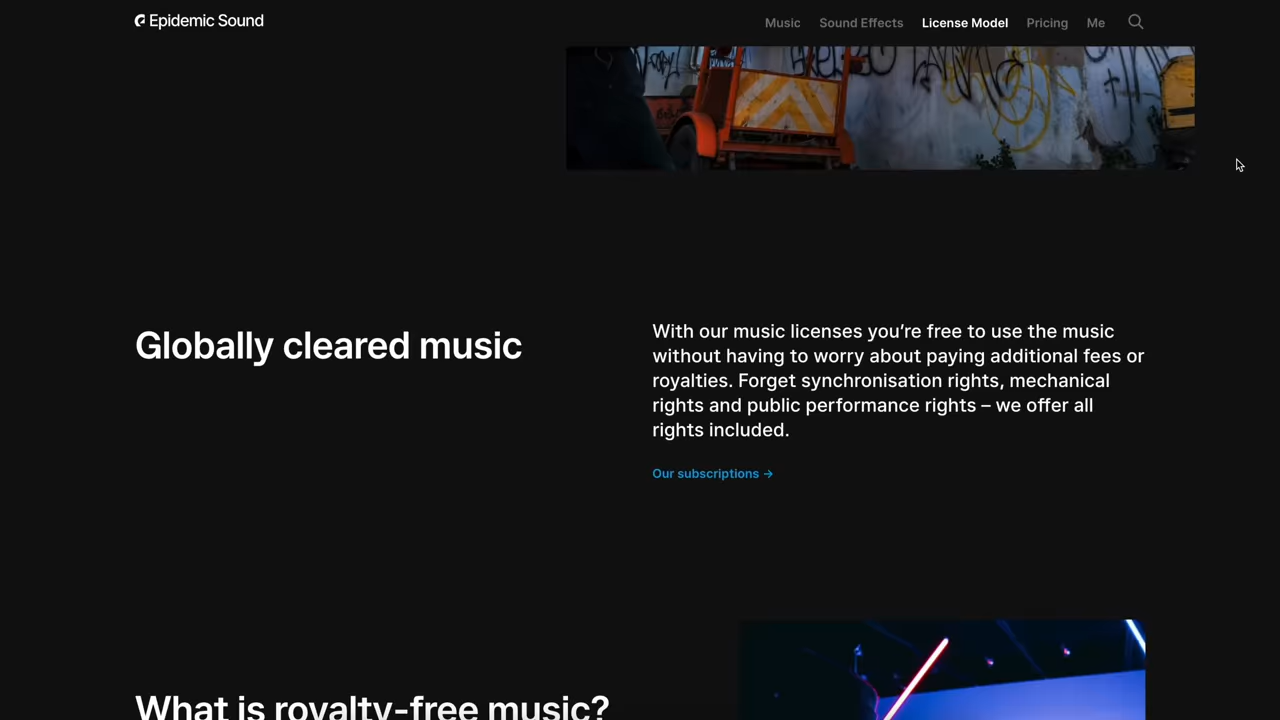 Epidemic Sound
Music
Sound Effects
License Model
Pricing
Me
Globally cleared music
With our music licenses you’re free to use the music
without having to worry about paying additional fees or
royalties. Forget synchronisation rights, mechanical
rights and public performance rights – we offer all
rights included.
Our subscriptions →
What is royalty-free music?